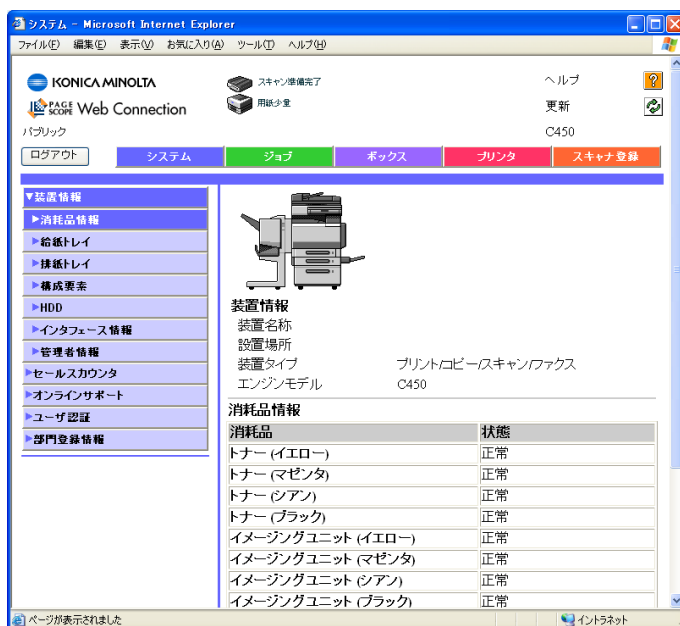 システム - Microsoft Internet Explorer
ファイル(F) 編集(E) 表示(V) お気に入り(A) ツール(T) ヘルプ(H)
KONICA MINOLTA
スキャン準備完了
ヘルプ
PAGE SCOPE Web Connection
用紙少量
更新
パブリック
C450
ログアウト
システム
ジョブ
ボックス
プリンタ
スキャナ登録
▼装置情報
▶消耗品情報
▶給紙トレイ
▶排紙トレイ
▶構成要素
▶HDD
▶インタフェース情報
▶管理者情報
▶セールスカウンタ
▶オンラインサポート
▶ユーザ認証
▶部門登録情報
装置情報
装置名称
設置場所
装置タイプ プリント/コピー/スキャン/ファクス
エンジンモデル C450
消耗品情報
消耗品 状態
トナー (イエロー) 正常
トナー (マゼンタ) 正常
トナー (シアン) 正常
トナー (ブラック) 正常
イメージングユニット (イエロー) 正常
イメージングユニット (マゼンタ) 正常
イメージングユニット (シアン) 正常
イメージングユニット (ブラック) 正常
ページが表示されました
イントラネット